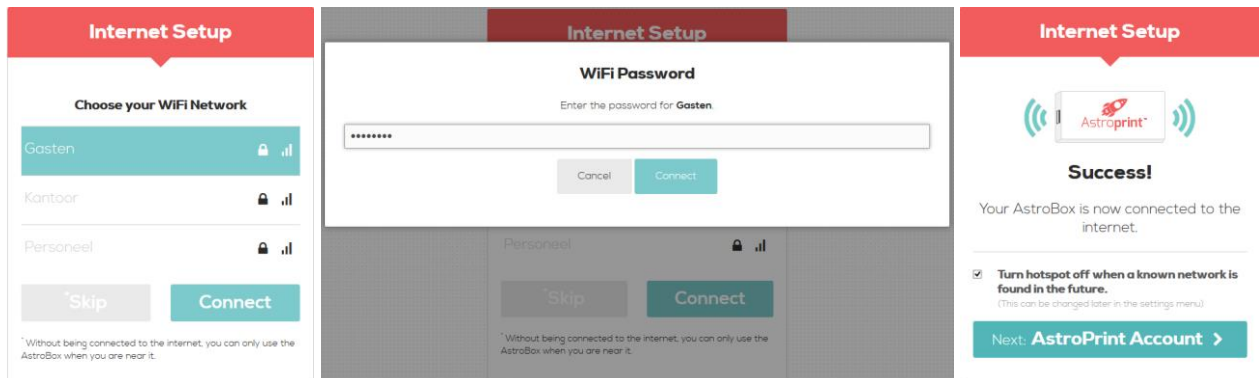 Internet Setup
Choose your WiFi Network
Gasten
Kantoor
Personeel
*Skip
Connect
*Without being connected to the internet, you can only use the
AstroBox when you are near it.
Internet Setup
WiFi Password
Enter the password for Gasten.
••••••••
Cancel
Connect
Personeel
*Skip
Connect
*Without being connected to the internet, you can only use the
AstroBox when you are near it.
Internet Setup
Astroprint
Success!
Your AstroBox is now connected to the
internet.
Turn hotspot off when a known network is
found in the future.
(This can be changed later in the settings menu)
Next: AstroPrint Account >